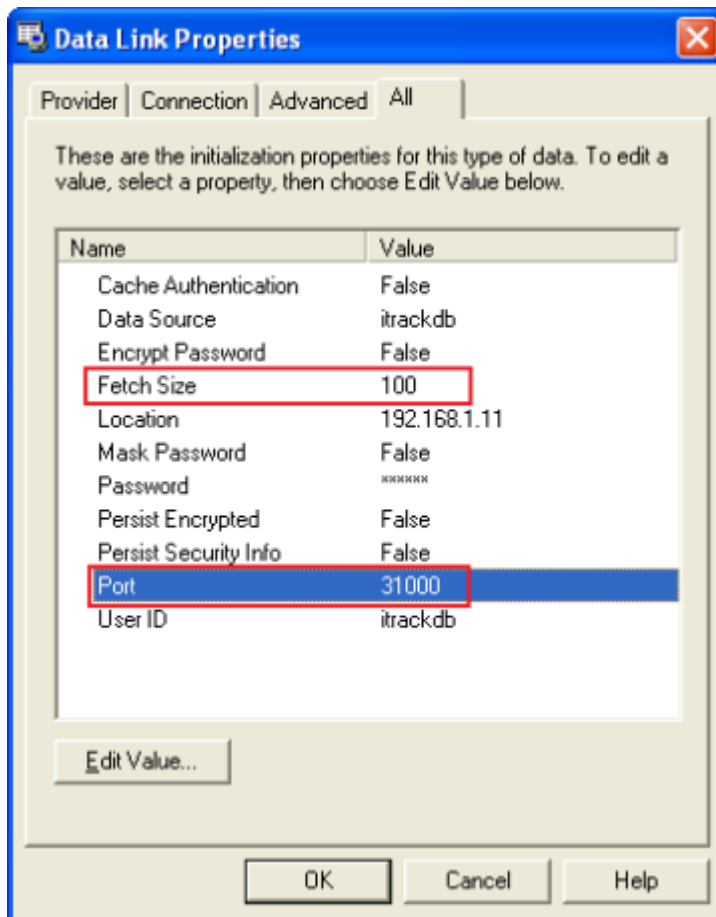 Data Link Properties
Provider Connection Advanced All
These are the initialization properties for this type of data. To edit a
value, select a property, then choose Edit Value below.
Name Value
Cache Authentication False
Data Source itrackdb
Encrypt Password False
Fetch Size 100
Location 192.168.1.11
Mask Password False
Password ******
Persist Encrypted False
Persist Security Info False
Port 31000
User ID itrackdb
Edit Value...
OK Cancel Help